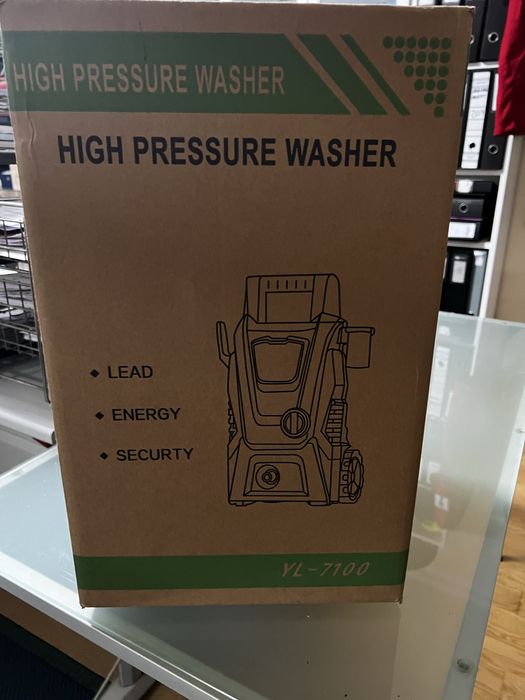 HIGH PRESSURE WASHER
HIGH PRESSURE WASHER
LEAD
ENERGY
SECURTY
YL-7100